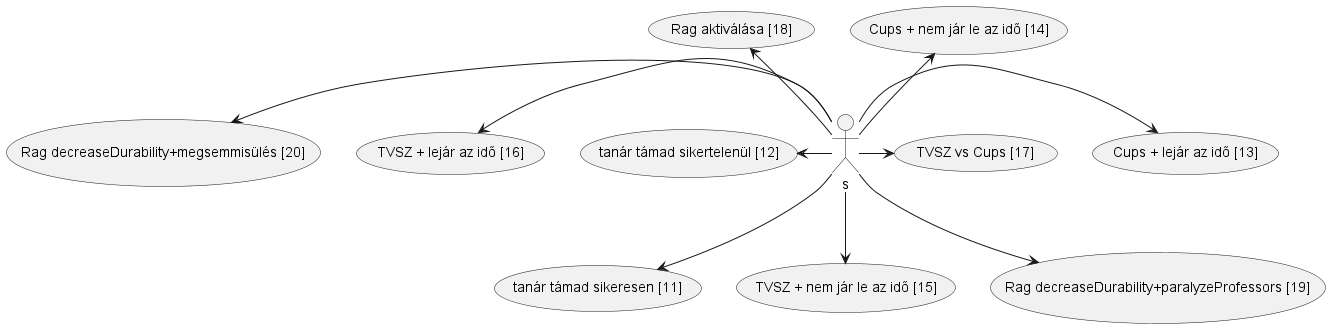 Rag aktiválása [18]
Cups + nem jár le az idő [14]
Rag decreaseDurability+megsemmisülés [20]
TVSZ + lejár az idő [16]
tanár támad sikertelenül [12]
TVSZ vs Cups [17]
Cups + lejár az idő [13]
s
tanár támad sikeresen [11]
TVSZ + nem jár le az idő [15]
Rag decreaseDurability+paralyzeProfessors [19]